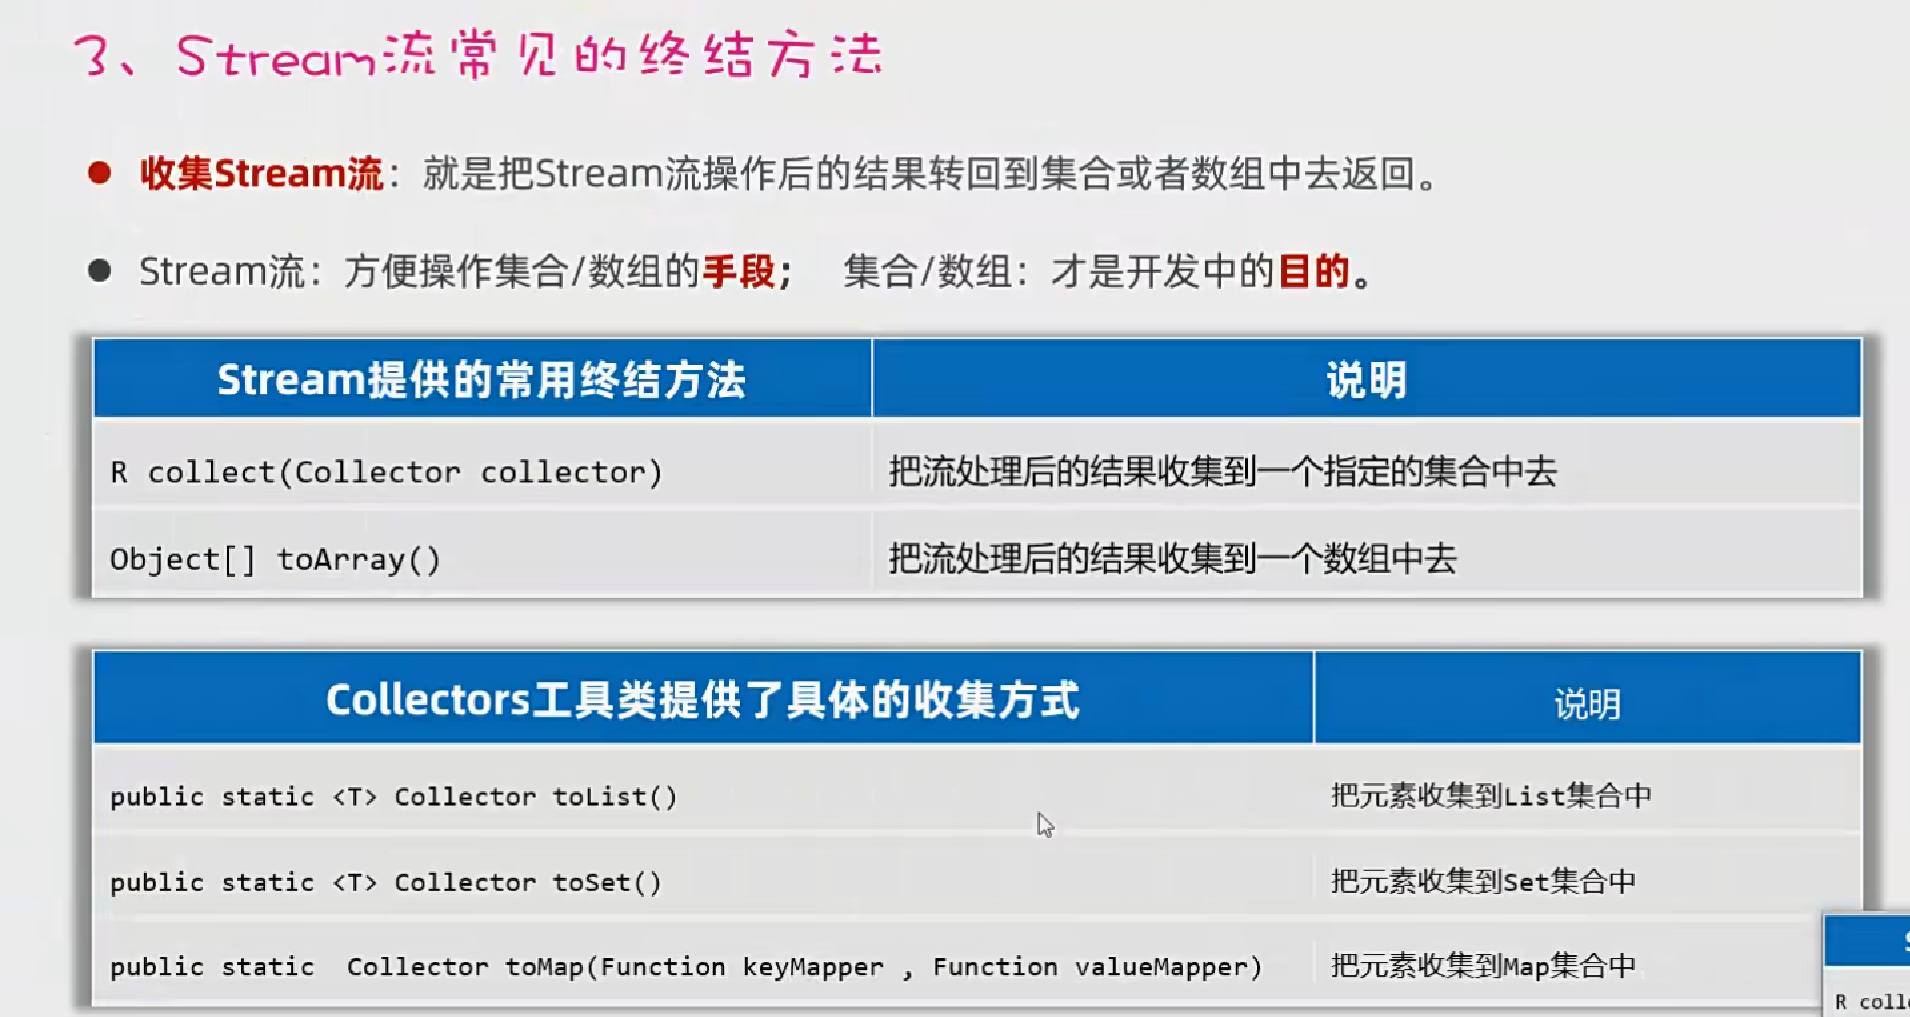 3、Stream流常见的终结方法
收集Stream流：就是把Stream流操作后的结果转回到集合或者数组中去返回。
Stream流：方便操作集合/数组的手段； 集合/数组：才是开发中的目的。
Stream提供的常用终结方法 说明
R collect(Collector collector) 把流处理后的结果收集到一个指定的集合中去
Object[] toArray() 把流处理后的结果收集到一个数组中去
Collectors工具类提供了具体的收集方式 说明
public static <T> Collector toList() 把元素收集到List集合中
public static <T> Collector toSet() 把元素收集到Set集合中
public static  Collector toMap(Function keyMapper , Function valueMapper) 把元素收集到Map集合中